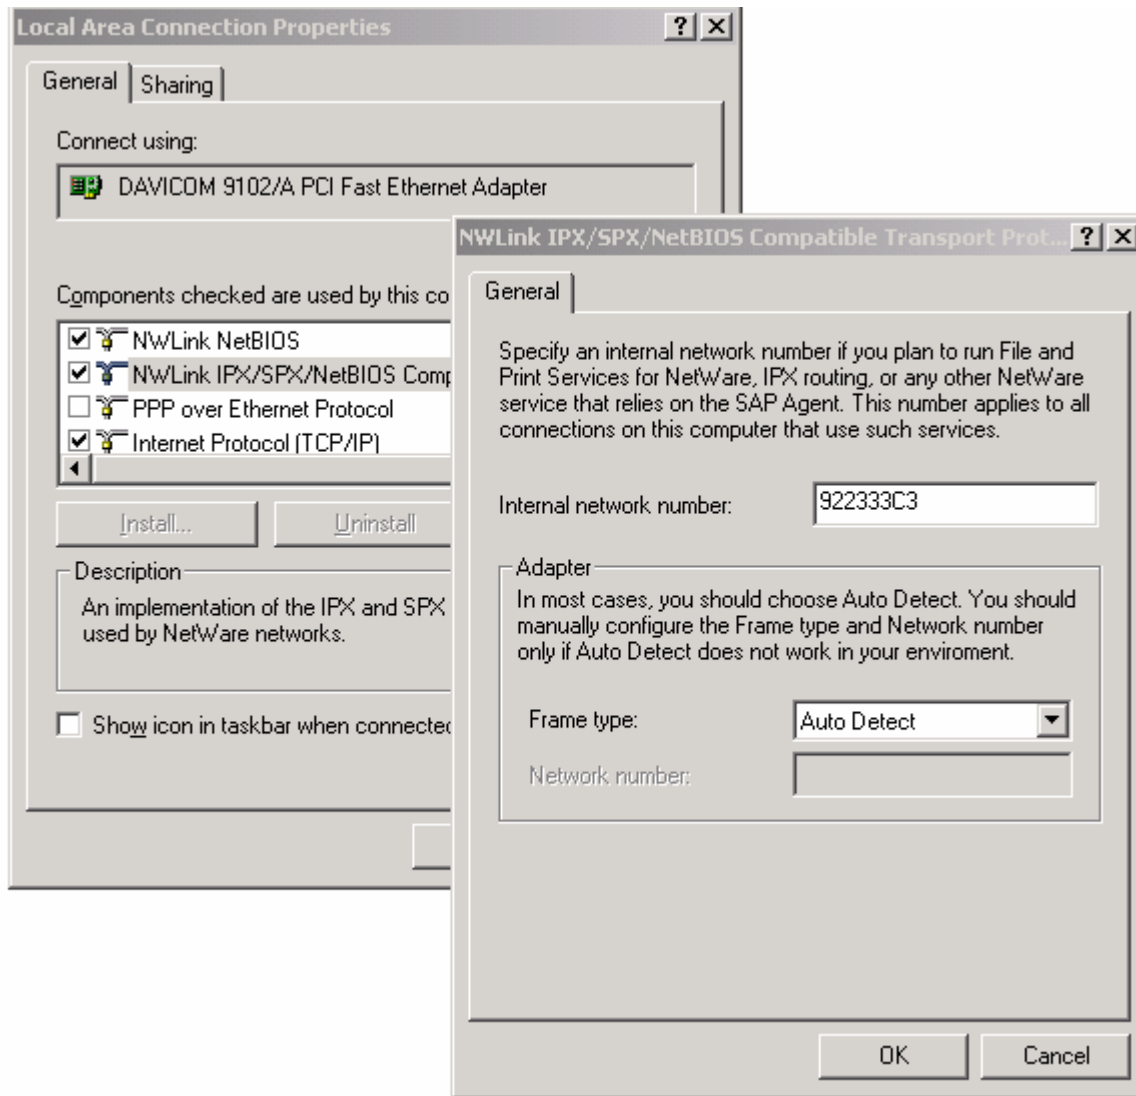 Local Area Connection Properties
General
Sharing
Connect using:
DAVICOM 9102/A PCI Fast Ethernet Adapter
Components checked are used by this co
NWLink NetBIOS
NWLink IPX/SPX/NetBIOS Comp
PPP over Ethernet Protocol
Internet Protocol (TCP/IP)
Install...
Uninstall
Description
An implementation of the IPX and SPX
used by NetWare networks.
Show icon in taskbar when connected
NWLink IPX/SPX/NetBIOS Compatible Transport Prot...
General
Specify an internal network number if you plan to run File and
Print Services for NetWare, IPX routing, or any other NetWare
service that relies on the SAP Agent. This number applies to all
connections on this computer that use such services.
Internal network number:
922333C3
Adapter
In most cases, you should choose Auto Detect. You should
manually configure the Frame type and Network number
only if Auto Detect does not work in your enviroment.
Frame type:
Auto Detect
Network number:
OK
Cancel